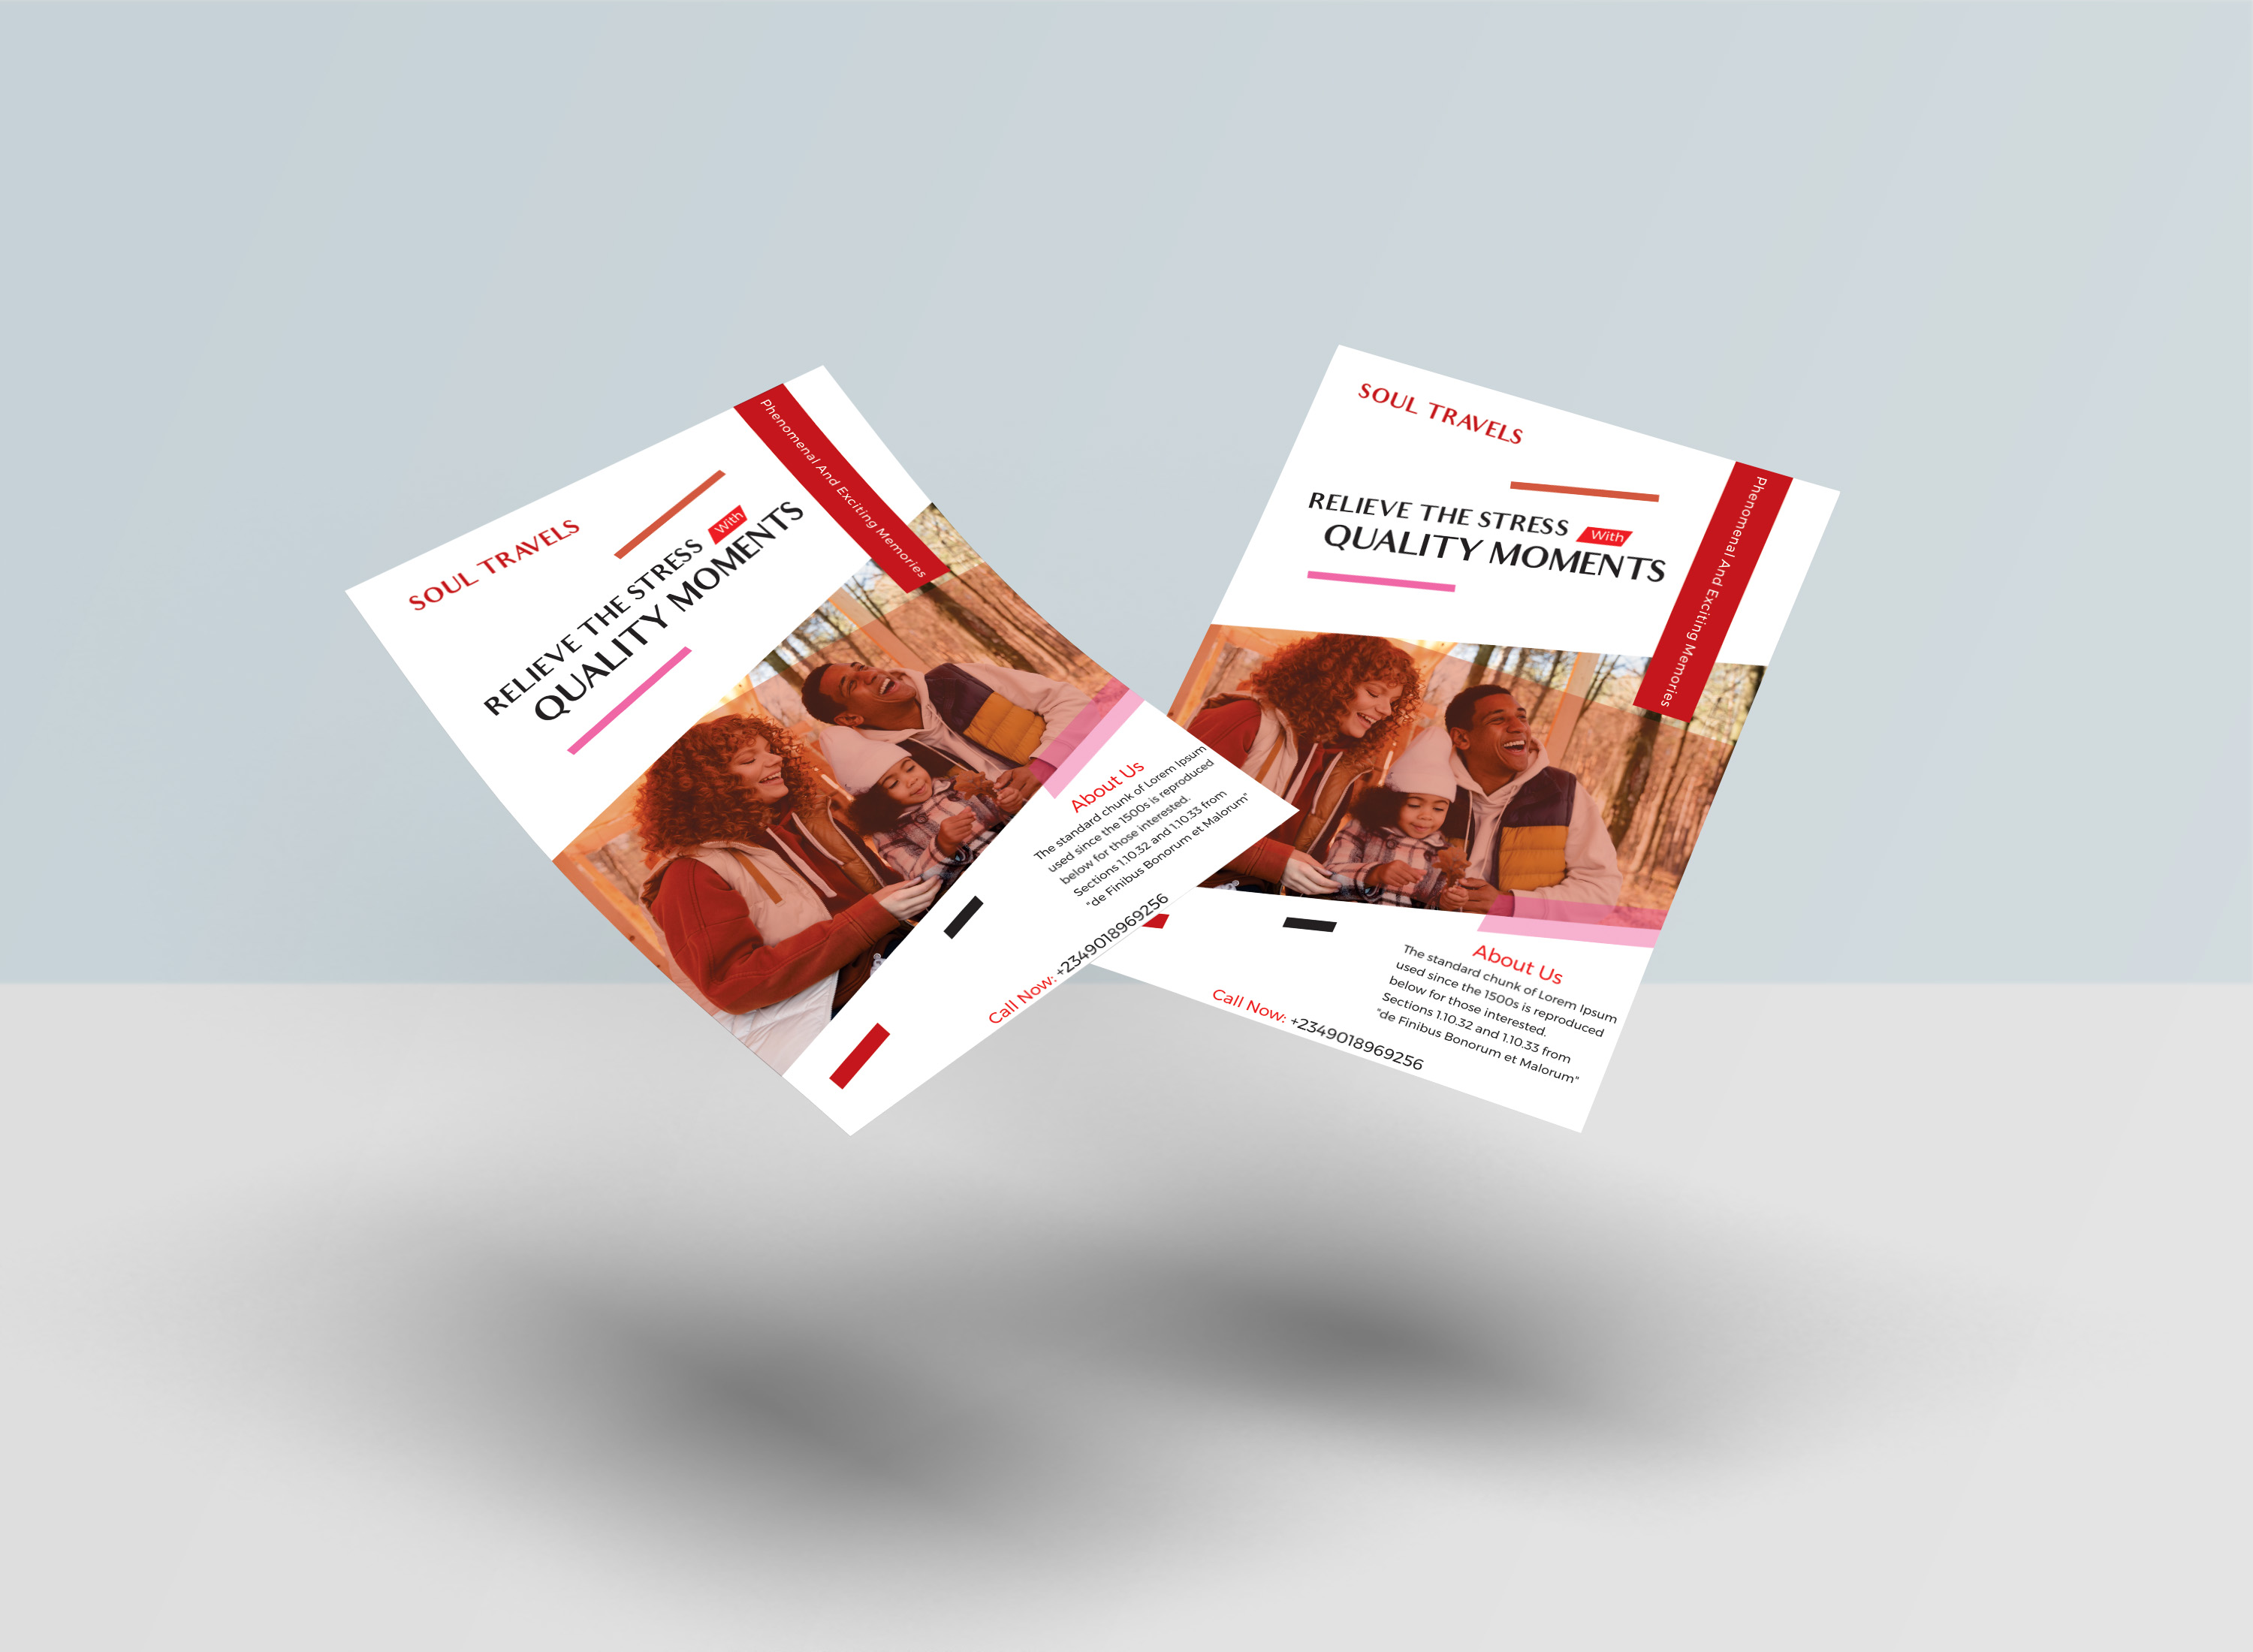 SOUL TRAVELS
Phenomenal And Exciting Memories
RELIEVE THE STRESS With
QUALITY MOMENTS
About Us
The standard chunk of Lorem Ipsum
used since the 1500s is reproduced
below for those interested.
Sections 1.10.32 and 1.10.33 from
"de Finibus Bonorum et Malorum"
Call Now: +2349018969256
SOUL TRAVELS
Phenomenal And Exciting Memories
RELIEVE THE STRESS With
QUALITY MOMENTS
About Us
The standard chunk of Lorem Ipsum
used since the 1500s is reproduced
below for those interested.
Sections 1.10.32 and 1.10.33 from
"de Finibus Bonorum et Malorum"
Call Now: +2349018969256